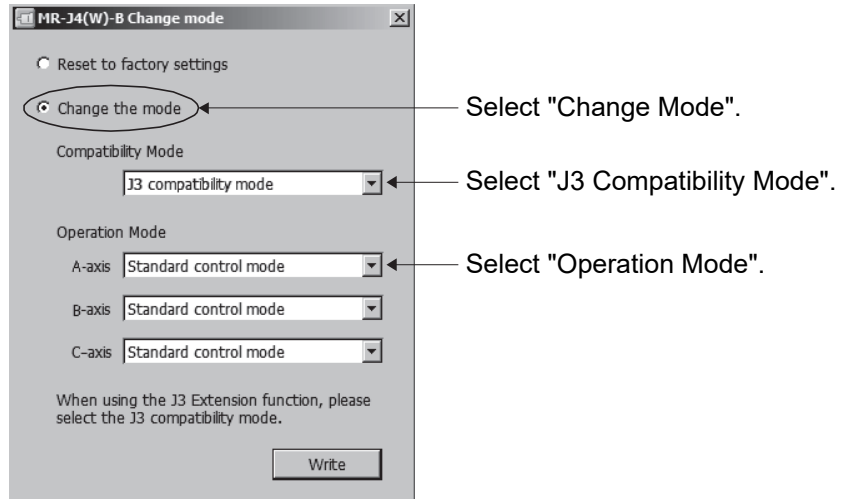 MR-J4(W)-B Change mode
Reset to factory settings
Change the mode
Select "Change Mode".
Compatibility Mode
J3 compatibility mode
Select "J3 Compatibility Mode".
Operation Mode
A-axis Standard control mode
Select "Operation Mode".
B-axis Standard control mode
C-axis Standard control mode
When using the J3 Extension function, please
select the J3 compatibility mode.
Write